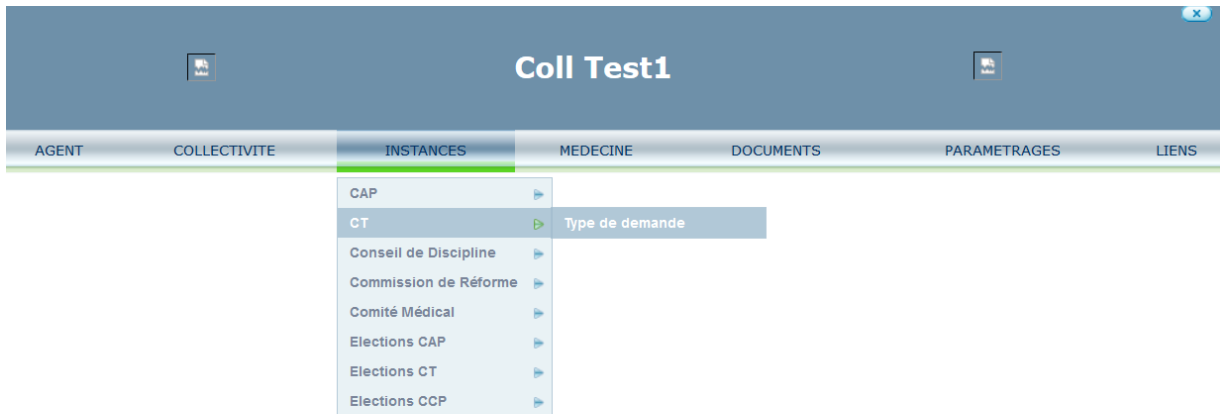 Coll Test1
AGENT COLLECTIVITE INSTANCES MEDECINE DOCUMENTS PARAMETRAGES LIENS
CAP
CT Type de demande
Conseil de Discipline
Commission de Réforme
Comité Médical
Elections CAP
Elections CT
Elections CCP